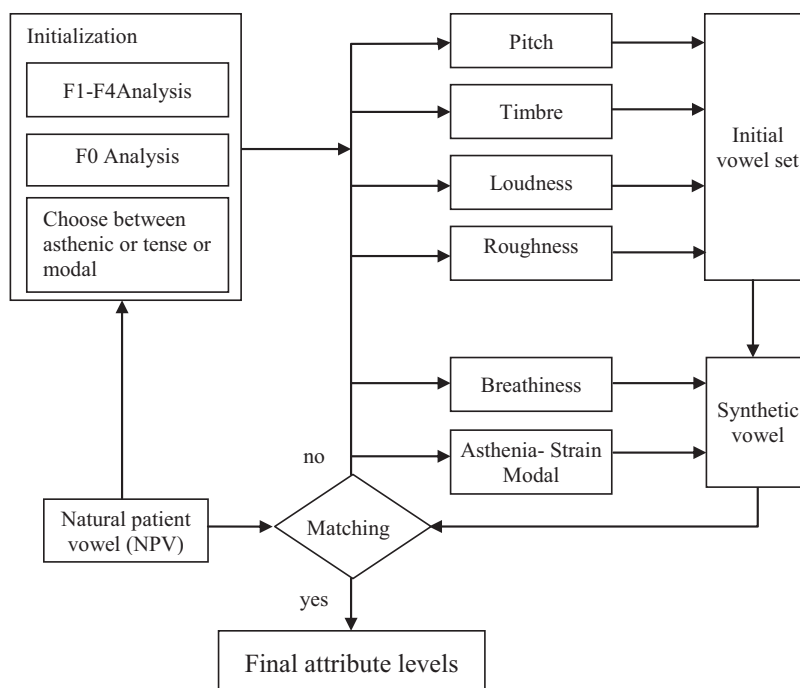 Initialization
F1-F4Analysis
F0 Analysis
Choose between
asthenic or tense or
modal
Pitch
Timbre
Loudness
Roughness
Initial
vowel set
Breathiness
Asthenia- Strain
Modal
Synthetic
vowel
no
Natural patient
vowel (NPV)
Matching
yes
Final attribute levels